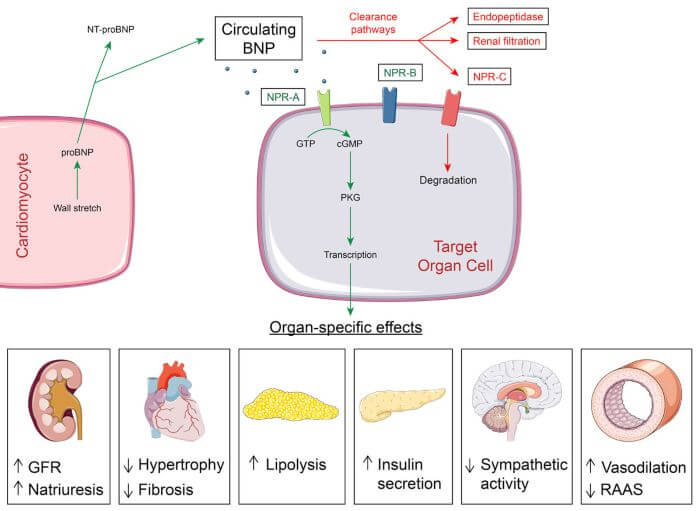 NT-proBNP
Circulating
BNP
Clearance
pathways
Endopeptidase
Renal filtration
NPR-C
NPR-A
NPR-B
Cardiomyocyte
proBNP
Wall stretch
GTP
cGMP
PKG
Transcription
Degradation
Target
Organ Cell
Organ-specific effects
↑ GFR
↑ Natriuresis
↓ Hypertrophy
↓ Fibrosis
↑ Lipolysis
↑ Insulin
secretion
↓ Sympathetic
activity
↑ Vasodilation
↓ RAAS